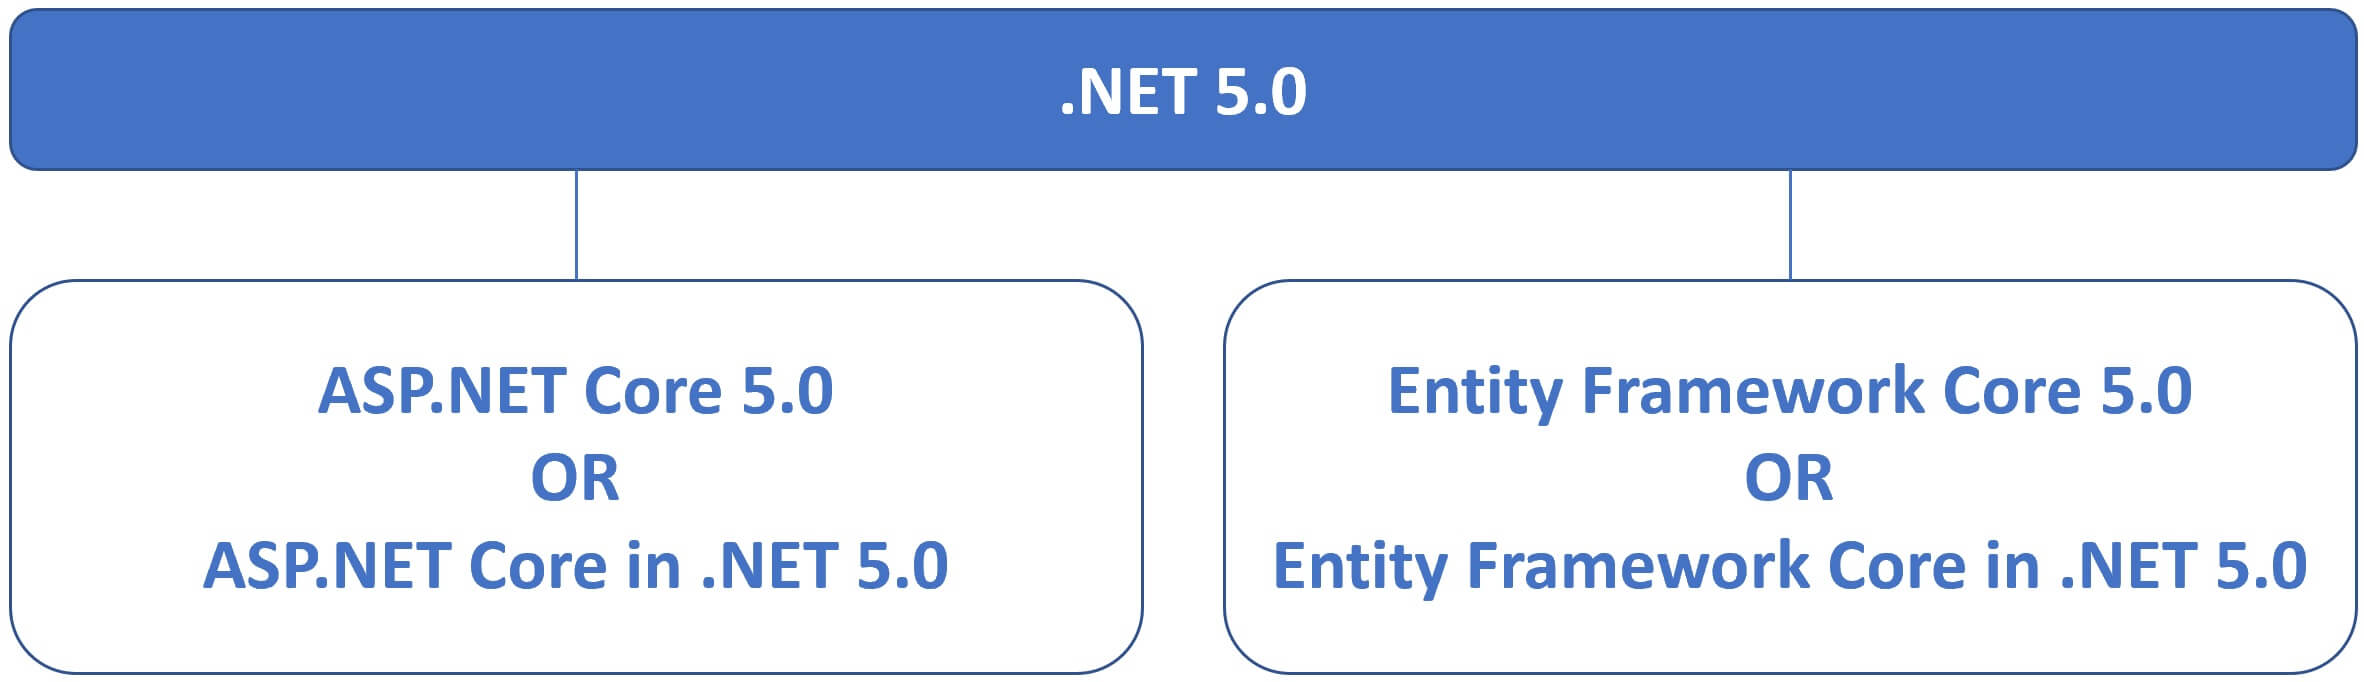 .NET 5.0
ASP.NET Core 5.0
OR
ASP.NET Core in .NET 5.0
Entity Framework Core 5.0
OR
Entity Framework Core in .NET 5.0